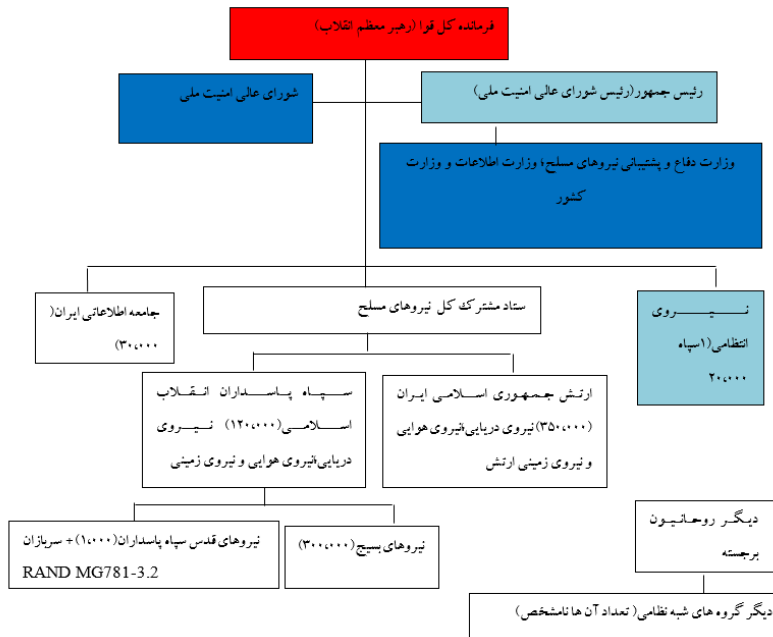 فرمانده کل قوا (رهبر معظم انقلاب)
رئیس جمهور(رئیس شورای عالی امنیت ملی)
شورای عالی امنیت ملی
وزارت دفاع و پشتیبانی نیروهای مسلح؛ وزارت اطلاعات و وزارت
کشور
نیروی
انتظامی(۱سپاه
۲۰،۰۰۰
ستاد مشترک کل نیروهای مسلح
جامعه اطلاعاتی ایران(
۳۰،۰۰۰)
ارتش جمهوری اسلامی ایران
(۳۵۰،۰۰۰) نیروی دریایی؛نیروی هوایی
و نیروی زمینی ارتش
سپاه پاسداران انقلاب
اسلامی(۱۲۰،۰۰۰) نیروی
دریایی؛نیروی هوایی و نیروی زمینی
دیگر روحانیون
برجسته
نیروهای بسیج(۳۰۰،۰۰۰)
نیروهای قدس سپاه پاسداران(۱،۰۰۰)+ سربازان
RAND MG781-3.2
دیگر گروه های شبه نظامی( تعداد آن ها نامشخص)